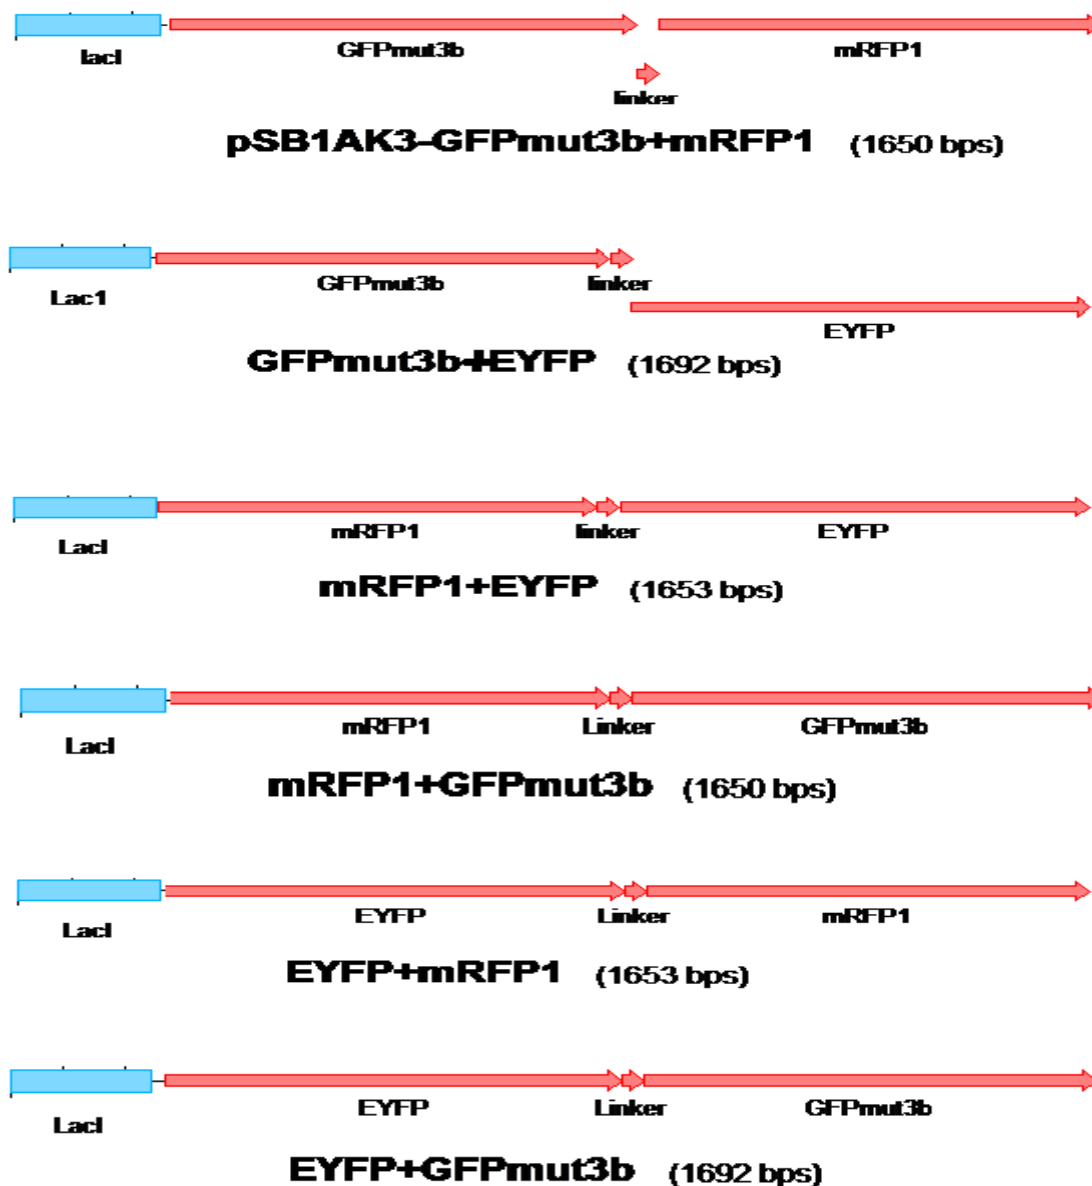 lacI GFPmut3b mRFP1
linker
pSB1AK3-GFPmut3b+mRFP1 (1650 bps)
Lac1 GFPmut3b linker
EYFP
GFPmut3b+EYFP (1692 bps)
LacI mRFP1 linker EYFP
mRFP1+EYFP (1653 bps)
LacI mRFP1 Linker GFPmut3b
mRFP1+GFPmut3b (1650 bps)
LacI EYFP Linker mRFP1
EYFP+mRFP1 (1653 bps)
LacI EYFP Linker GFPmut3b
EYFP+GFPmut3b (1692 bps)